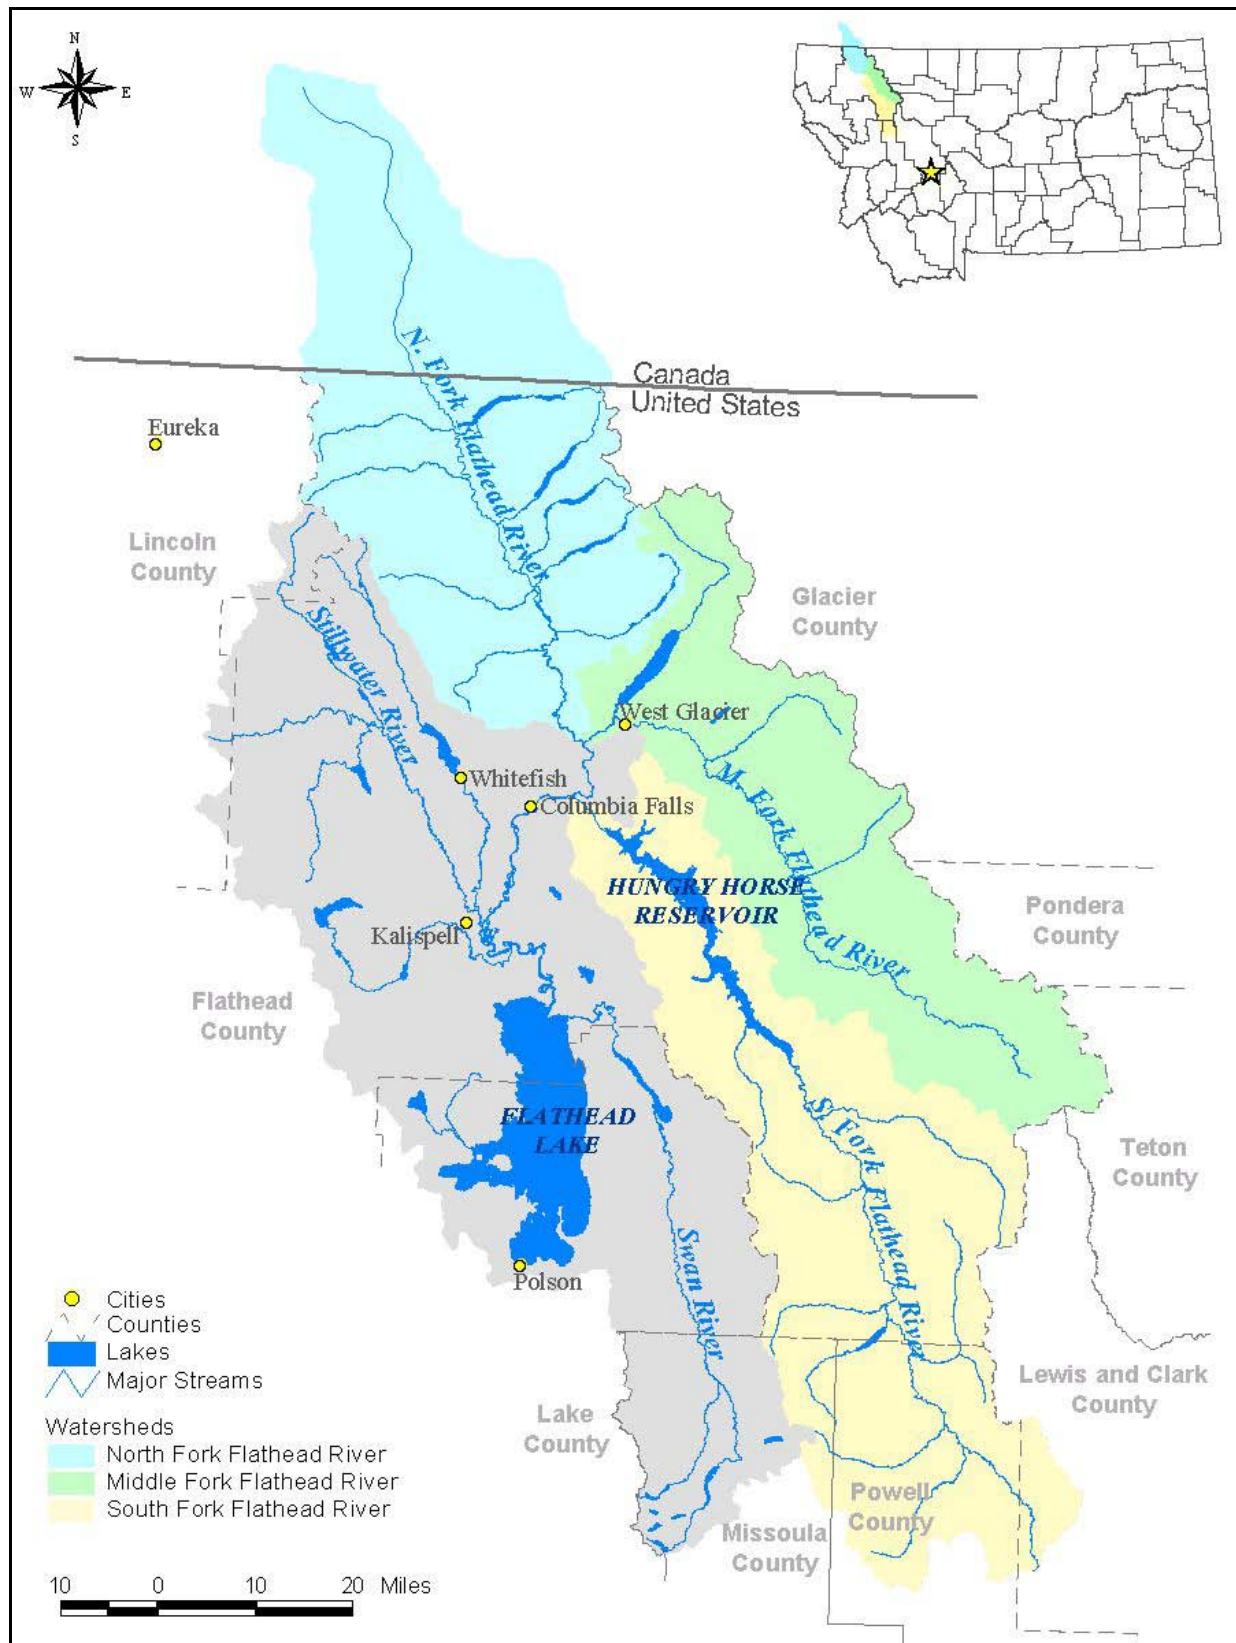 N
W
E
S
Canada
United States
N. Fork Flathead River
Eureka
Lincoln
County
Glacier
County
Stillwater River
West Glacier
Whitefish
Columbia Falls
M. Fork Flathead River
HUNGRY HORSE
RESERVOIR
Pondera
County
Kalispell
Flathead
County
FLATHEAD
LAKE
S. Fork Flathead River
Teton
County
Swan River
Polson
Cities
Counties
Lakes
Major Streams
Lewis and Clark
County
Lake
County
Watersheds
North Fork Flathead River
Middle Fork Flathead River
South Fork Flathead River
Powell
County
Missoula
County
10 0 10 20 Miles